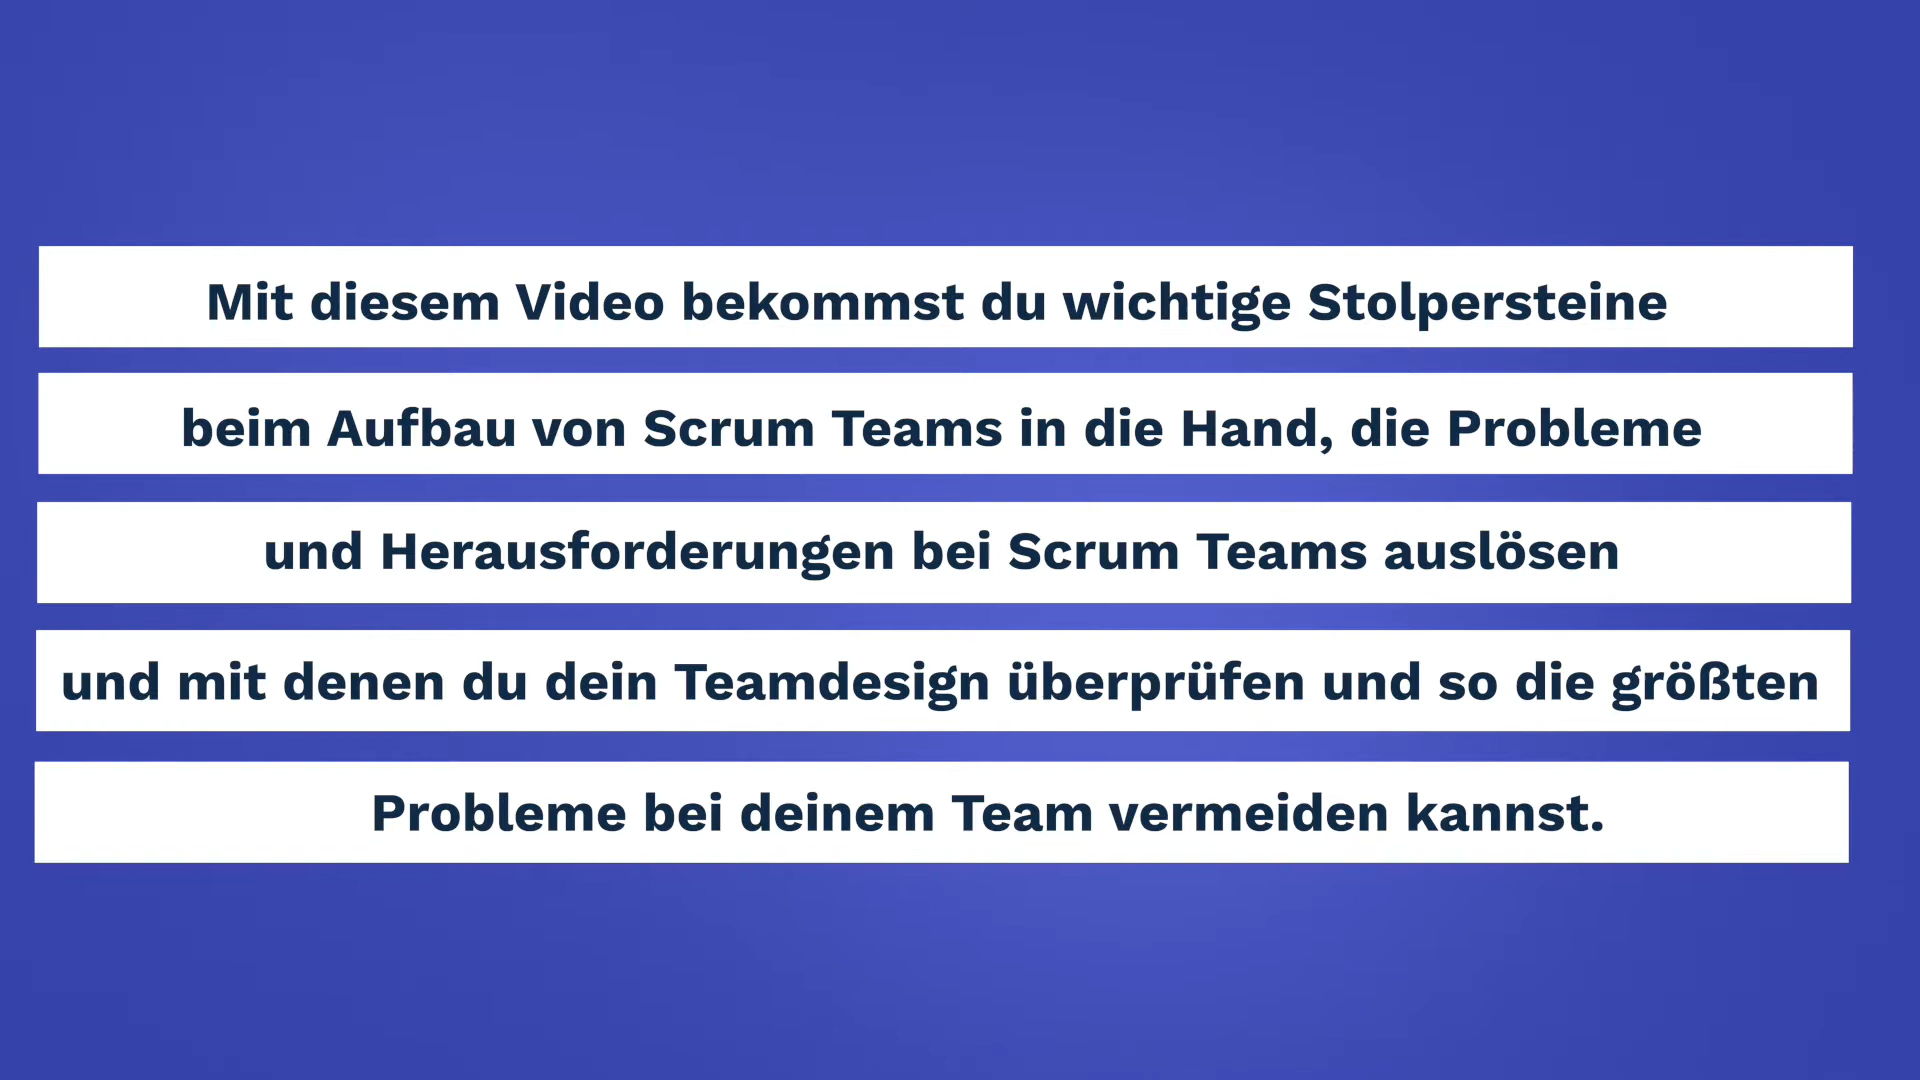 Mit diesem Video bekommst du wichtige Stolpersteine
beim Aufbau von Scrum Teams in die Hand, die Probleme
und Herausforderungen bei Scrum Teams auslösen
und mit denen du dein Teamdesign überprüfen und so die größten
Probleme bei deinem Team vermeiden kannst.